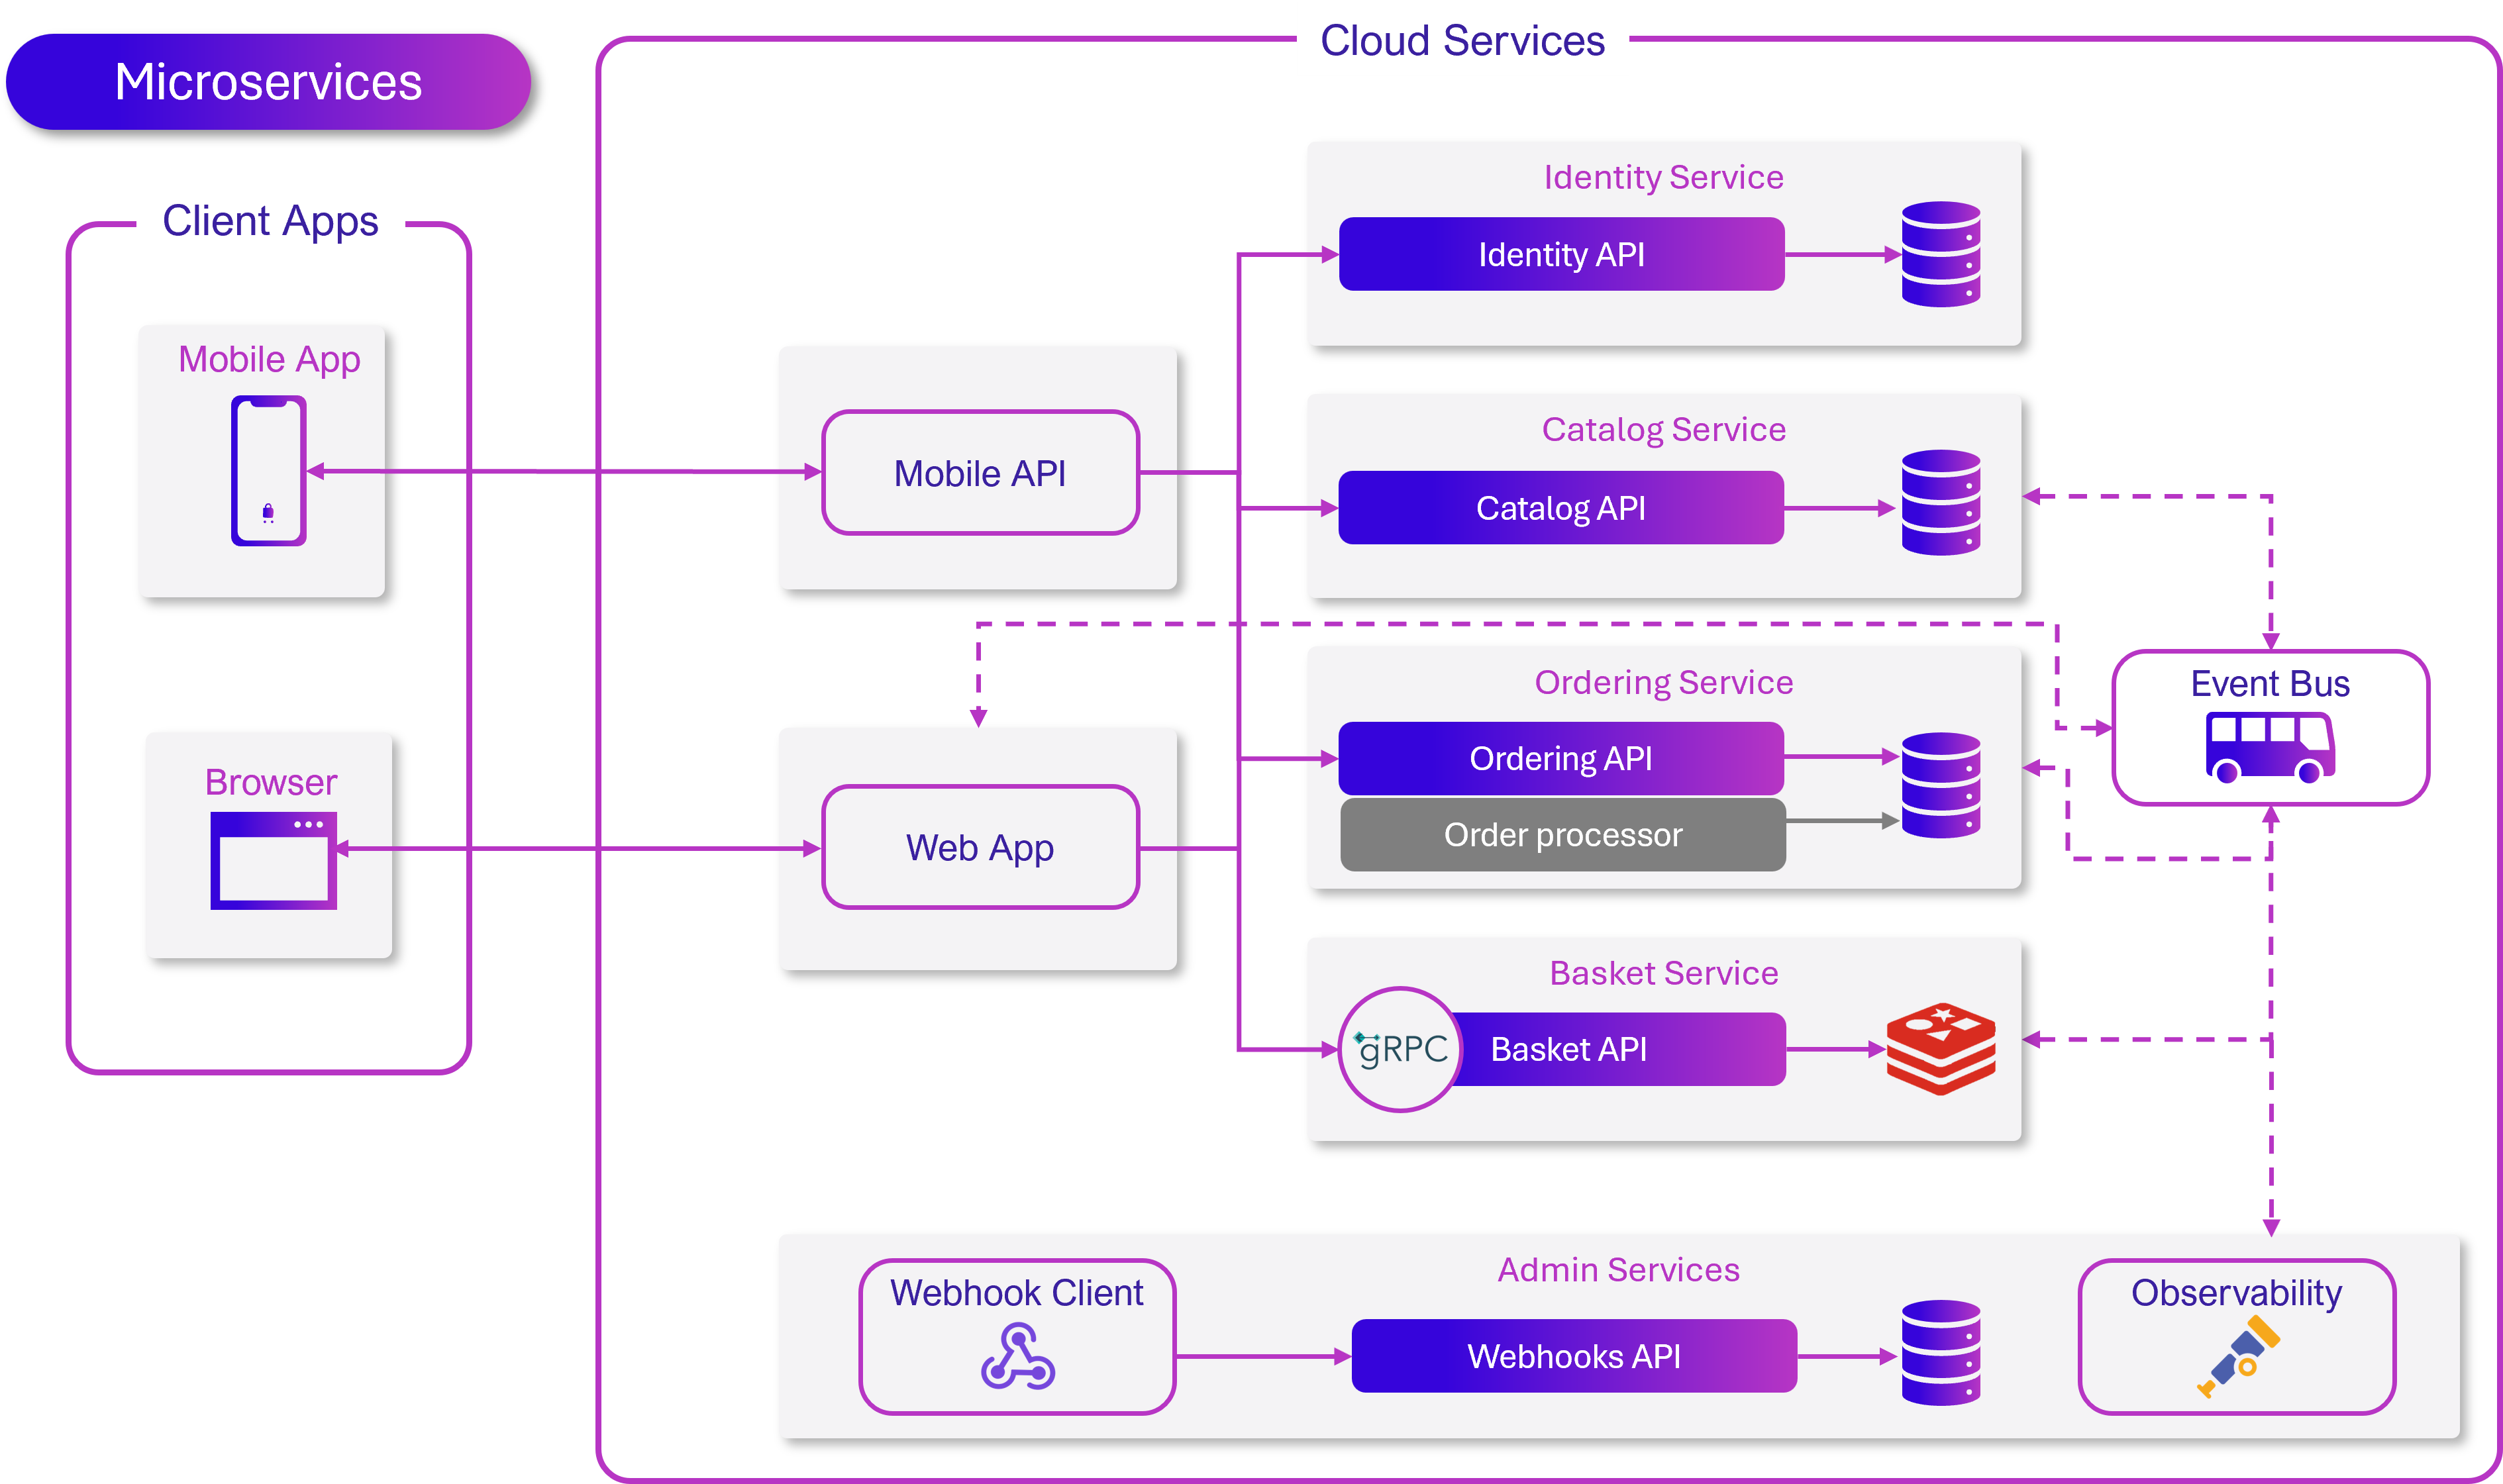 Microservices
Cloud Services
Client Apps
Mobile App
Browser
Mobile API
Web App
Identity Service
Identity API
Catalog Service
Catalog API
Ordering Service
Ordering API
Order processor
Basket Service
gRPC
Basket API
Event Bus
Admin Services
Webhook Client
Webhooks API
Observability